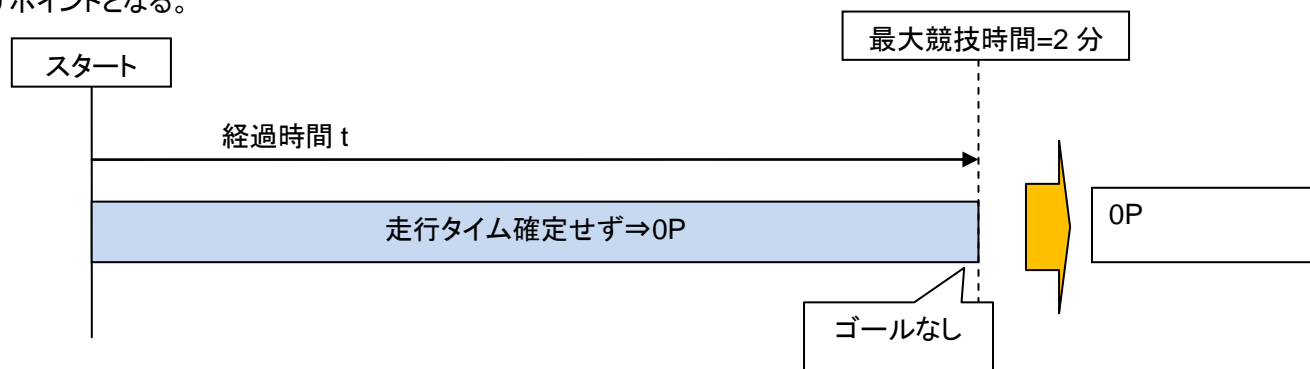 ポイントとなる。
最大競技時間=2 分
スタート
経過時間 t
走行タイム確定せず⇒0P
0P
ゴールなし